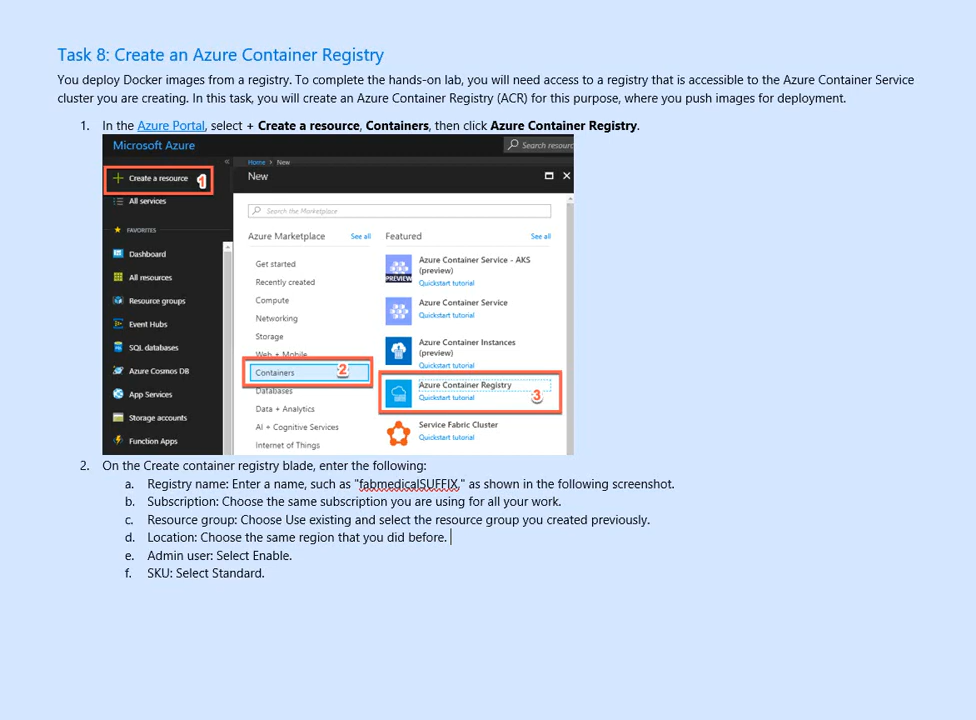 Task 8: Create an Azure Container Registry
You deploy Docker images from a registry. To complete the hands-on lab, you will need access to a registry that is accessible to the Azure Container Service
cluster you are creating. In this task, you will create an Azure Container Registry (ACR) for this purpose, where you push images for deployment.
1. In the Azure Portal, select + Create a resource, Containers, then click Azure Container Registry.
Microsoft Azure
Search resourc
Create a resource 1
All services
FAVORITES
Dashboard
All resources
Resource groups
Event Hubs
SQL databases
Azure Cosmos DB
App Services
Storage accounts
Function Apps
Home > New
New
Search the Marketplace
Azure Marketplace See all
Get started
Recently created
Compute
Networking
Storage
Web + Mobile
Containers 2
Databases
Data + Analytics
AI + Cognitive Services
Internet of Things
Featured See all
Azure Container Service - AKS
(preview)
PREVIEW
Quickstart tutorial
Azure Container Service
Quickstart tutorial
Azure Container Instances
(preview)
Quickstart tutorial
Azure Container Registry
Quickstart tutorial 3
Service Fabric Cluster
Quickstart tutorial
2. On the Create container registry blade, enter the following:
a. Registry name: Enter a name, such as "fabmedicalSUFFIX," as shown in the following screenshot.
b. Subscription: Choose the same subscription you are using for all your work.
c. Resource group: Choose Use existing and select the resource group you created previously.
d. Location: Choose the same region that you did before.
e. Admin user: Select Enable.
f. SKU: Select Standard.